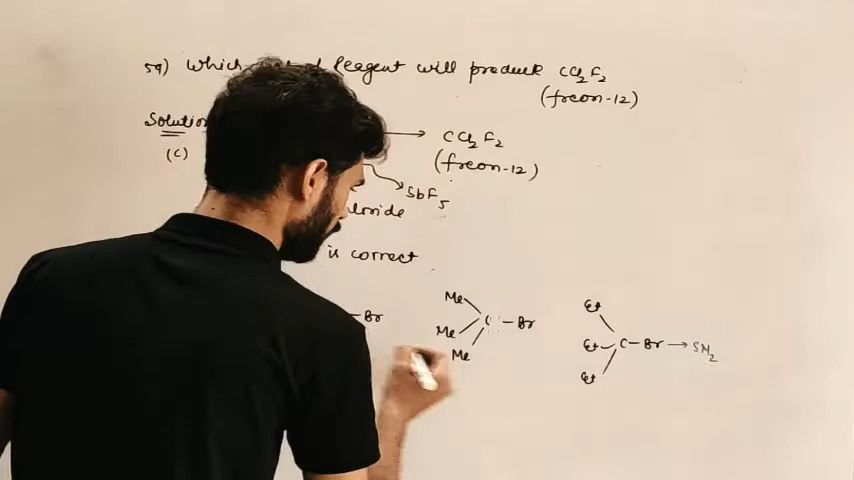 59) Which reagent will produce CCl2F2
(freon-12)
Solution
CCl2F2
(c)
(freon-12)
SbF5
is correct
Me
Et
Br
C-Br
Me
Et C-Br→SN2
Me
Et